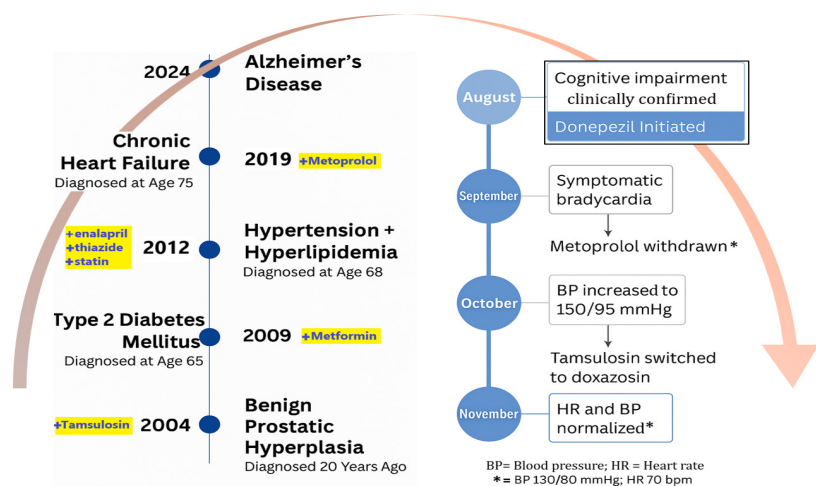 2024
Alzheimer's
Disease
Chronic
Heart Failure
Diagnosed at Age 75
2019
+Metoprolol
+enalapril
+thiazide
+statin
2012
Hypertension +
Hyperlipidemia
Diagnosed at Age 68
Type 2 Diabetes
Mellitus
Diagnosed at Age 65
2009
+Metformin
+Tamsulosin
2004
Benign
Prostatic
Hyperplasia
Diagnosed 20 Years Ago
August
Cognitive impairment
clinically confirmed
Donepezil Initiated
September
Symptomatic
bradycardia
Metoprolol withdrawn*
October
BP increased to
150/95 mmHg
Tamsulosin switched
to doxazosin
November
HR and BP
normalized*
BP= Blood pressure; HR = Heart rate
* = BP 130/80 mmHg; HR 70 bpm